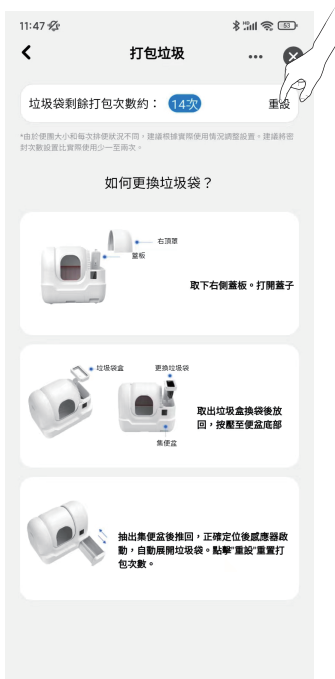 11:47
53
打包垃圾
垃圾袋剩餘打包次數約： 14次 重設
*由於便團大小和每次排便狀況不同，建議根據實際使用情況調整設置。建議將密
封次數設置比實際使用少一至兩次。
如何更換垃圾袋？
右頂罩
蓋板
取下右側蓋板。打開蓋子
垃圾袋盒 更換垃圾袋
取出垃圾盒換袋後放
回，按壓至便盆底部
集便盆
抽出集便盆後推回，正確定位後感應器啟
動，自動展開垃圾袋。點擊"重設"重置打
包次數。